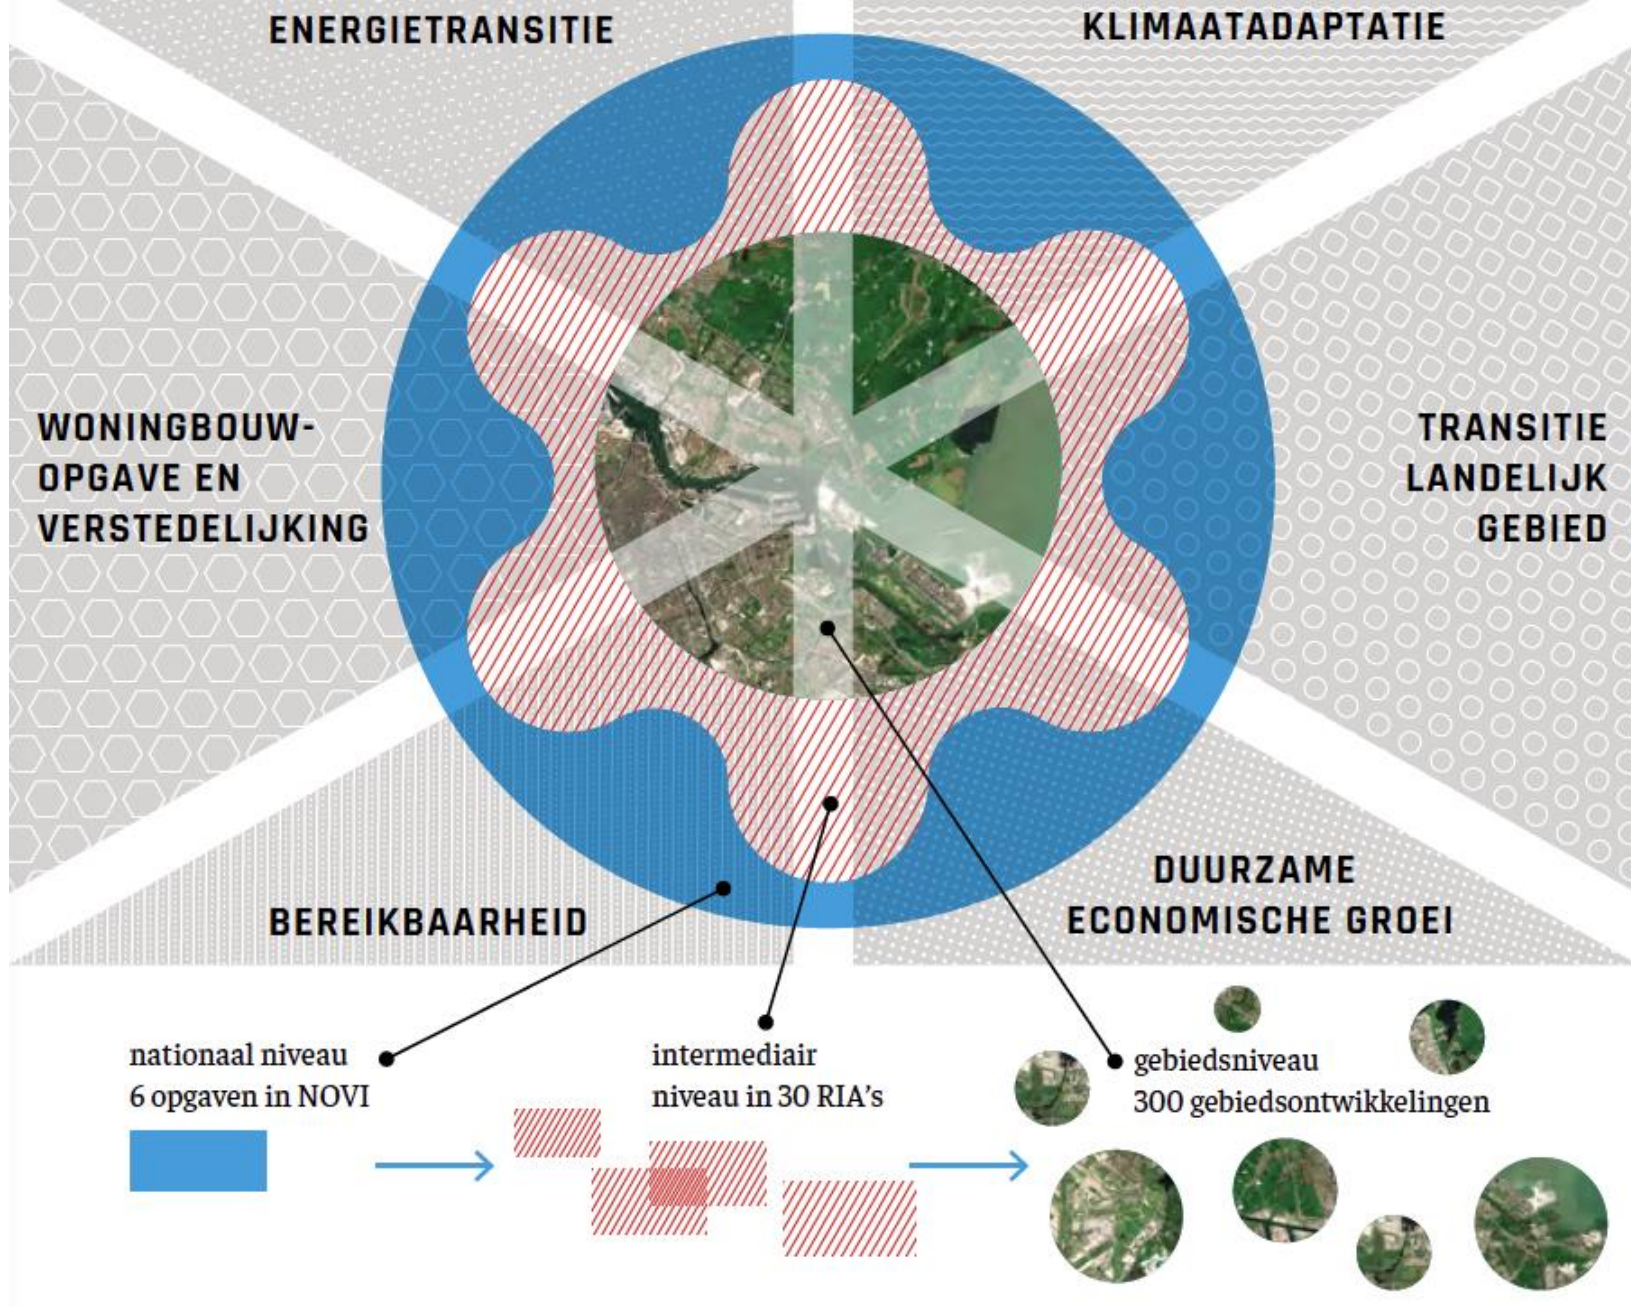 ENERGIETRANSITIE
KLIMAATADAPTATIE
WONINGBOUW-
OPGAVE EN
VERSTEDELIJKING
TRANSITIE
LANDELIJK
GEBIED
BEREIKBAARHEID
DUURZAME
ECONOMISCHE GROEI
nationaal niveau
6 opgaven in NOVI
intermediair
niveau in 30 RIA's
gebiedsniveau
300 gebiedsontwikkelingen